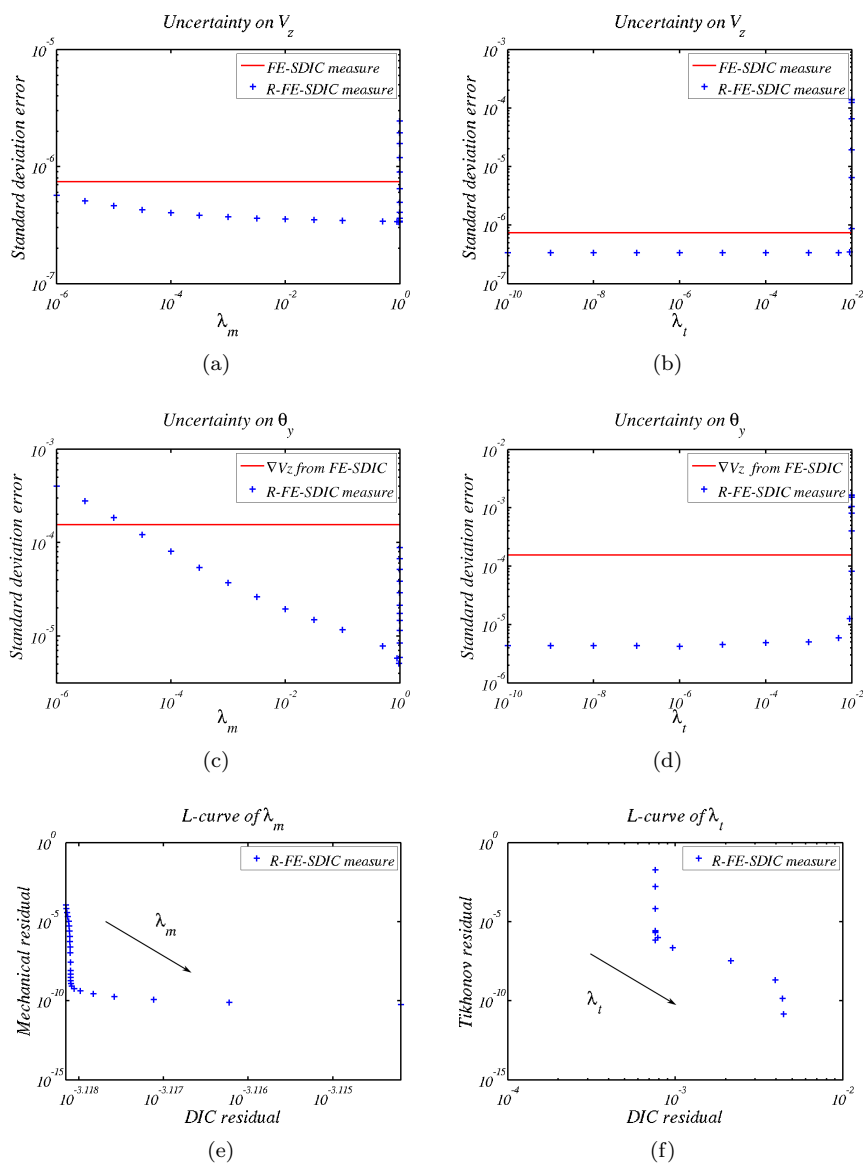 Uncertainty on V_z
10^-5
10^-6
10^-7
Standard deviation error
FE-SDIC measure
R-FE-SDIC measure
10^-6
10^-4
10^-2
10^0
λ_m
(a)
Uncertainty on V_z
10^-3
10^-4
10^-5
10^-6
10^-7
Standard deviation error
FE-SDIC measure
R-FE-SDIC measure
10^-10
10^-8
10^-6
10^-4
10^-2
λ_t
(b)
Uncertainty on θ_y
10^-3
10^-4
10^-5
Standard deviation error
∇Vz from FE-SDIC
R-FE-SDIC measure
10^-6
10^-4
10^-2
10^0
λ_m
(c)
Uncertainty on θ_y
10^-2
10^-3
10^-4
10^-5
10^-6
Standard deviation error
∇Vz from FE-SDIC
R-FE-SDIC measure
10^-10
10^-8
10^-6
10^-4
10^-2
λ_t
(d)
L-curve of λ_m
10^0
10^-5
10^-10
10^-15
Mechanical residual
R-FE-SDIC measure
λ_m
10^-3.118
10^-3.117
10^-3.116
10^-3.115
DIC residual
(e)
L-curve of λ_t
10^0
10^-5
10^-10
10^-15
Tikhonov residual
R-FE-SDIC measure
λ_t
10^-4
10^-3
10^-2
DIC residual
(f)